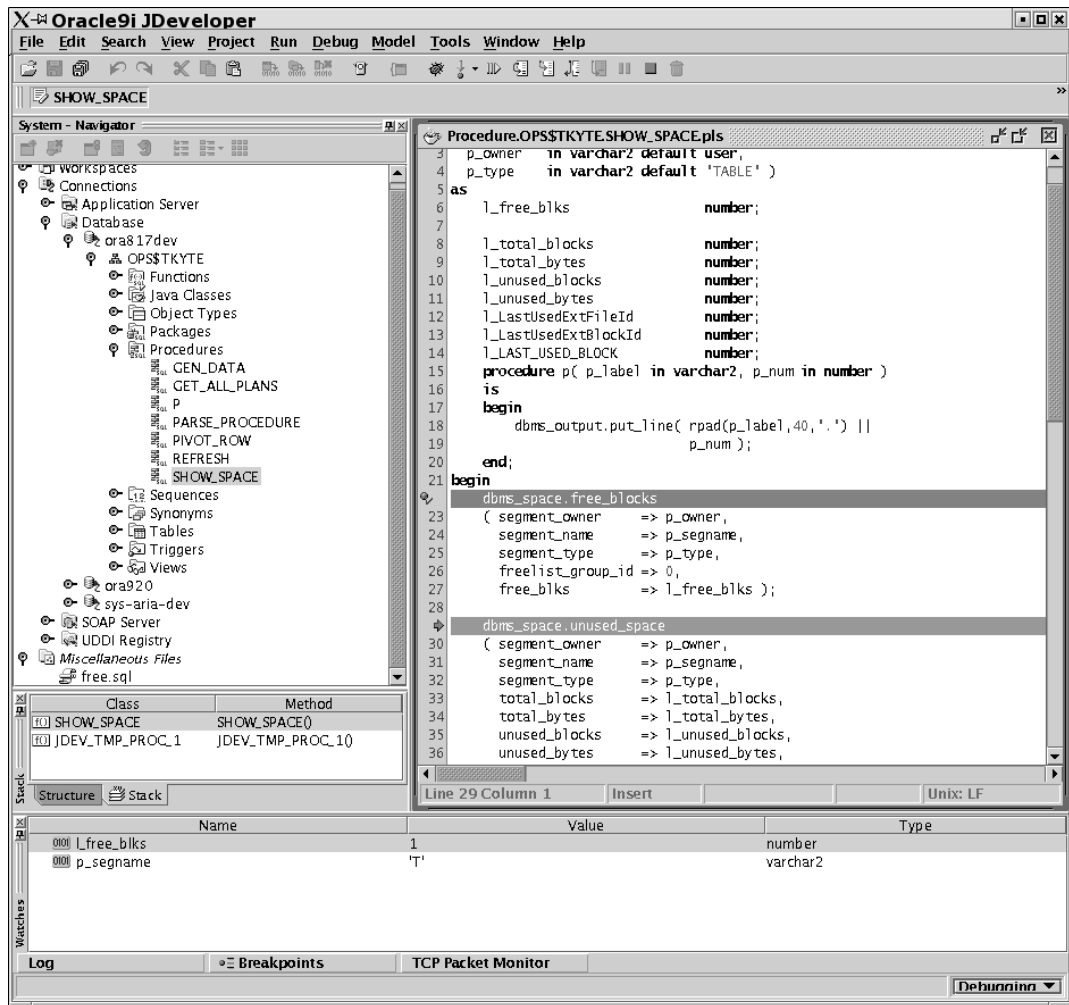 Oracle9i JDeveloper
File Edit Search View Project Run Debug Model Tools Window Help
SHOW_SPACE
»
System - Navigator
Workspaces
Connections
Application Server
Database
ora817dev
OPS$TKYTE
Functions
Java Classes
Object Types
Packages
Procedures
GEN_DATA
GET_ALL_PLANS
P
PARSE_PROCEDURE
PIVOT_ROW
REFRESH
SHOW_SPACE
Sequences
Synonyms
Tables
Triggers
Views
ora920
sys-aria-dev
SOAP Server
UDDI Registry
Miscellaneous Files
free.sql
Procedure.OPS$TKYTE.SHOW_SPACE.pls
3 p_owner in varchar2 default user,
4 p_type in varchar2 default 'TABLE' )
5 as
6 l_free_blks number;
7
8 l_total_blocks number;
9 l_total_bytes number;
10 l_unused_blocks number;
11 l_unused_bytes number;
12 l_LastUsedExtFileId number;
13 l_LastUsedExtBlockId number;
14 l_LAST_USED_BLOCK number;
15 procedure p( p_label in varchar2, p_num in number )
16 is
17 begin
18 dbms_output.put_line( rpad(p_label,40,'.') ||
19 p_num );
20 end;
21 begin
dbms_space.free_blocks
23 ( segment_owner => p_owner,
24 segment_name => p_segname,
25 segment_type => p_type,
26 freelist_group_id => 0,
27 free_blks => l_free_blks );
28
dbms_space.unused_space
30 ( segment_owner => p_owner,
31 segment_name => p_segname,
32 segment_type => p_type,
33 total_blocks => l_total_blocks,
34 total_bytes => l_total_bytes,
35 unused_blocks => l_unused_blocks,
36 unused_bytes => l_unused_bytes,
Line 29 Column 1 Insert Unix: LF
Class Method
SHOW_SPACE SHOW_SPACE()
JDEV_TMP_PROC_1 JDEV_TMP_PROC_1()
Stack
Structure Stack
Name Value Type
l_free_blks 1 number
p_segname 'T' varchar2
Watches
Log Breakpoints TCP Packet Monitor
Debugging